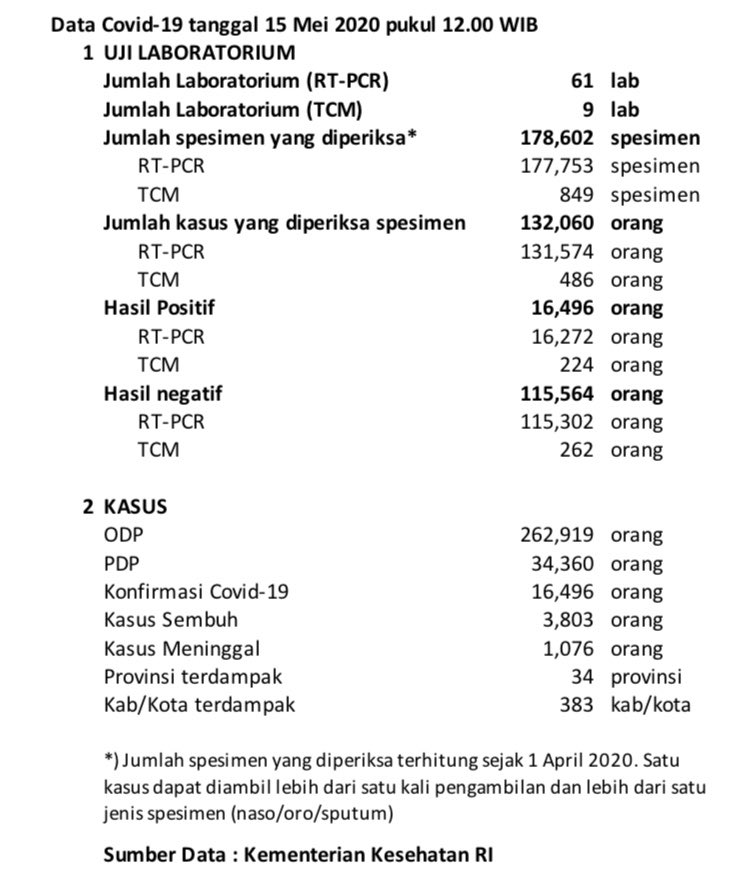 Data Covid-19 tanggal 15 Mei 2020 pukul 12.00 WIB
1 UJI LABORATORIUM
Jumlah Laboratorium (RT-PCR) 61 lab
Jumlah Laboratorium (TCM) 9 lab
Jumlah spesimen yang diperiksa* 178,602 spesimen
RT-PCR 177,753 spesimen
TCM 849 spesimen
Jumlah kasus yang diperiksa spesimen 132,060 orang
RT-PCR 131,574 orang
TCM 486 orang
Hasil Positif 16,496 orang
RT-PCR 16,272 orang
TCM 224 orang
Hasil negatif 115,564 orang
RT-PCR 115,302 orang
TCM 262 orang
2 KASUS
ODP 262,919 orang
PDP 34,360 orang
Konfirmasi Covid-19 16,496 orang
Kasus Sembuh 3,803 orang
Kasus Meninggal 1,076 orang
Provinsi terdampak 34 provinsi
Kab/Kota terdampak 383 kab/kota
*) Jumlah spesimen yang diperiksa terhitung sejak 1 April 2020. Satu
kasus dapat diambil lebih dari satu kali pengambilan dan lebih dari satu
jenis spesimen (naso/oro/sputum)
Sumber Data : Kementerian Kesehatan RI